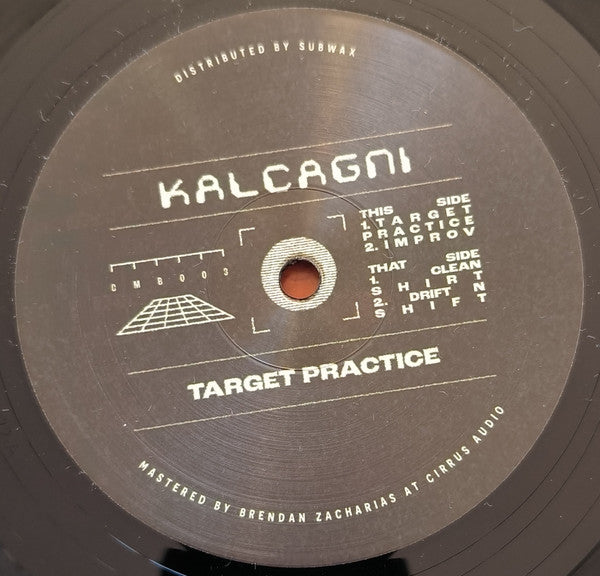 DISTRIBUTED BY SUBWAX
KALCAGNI
THIS SIDE
1. TARGET
PRACTICE
2. IMPROV
THAT SIDE
1. CLEAN
SHIRT
2. DRIFT N
SHIFT
CMB003
TARGET PRACTICE
MASTERED BY BRENDAN ZACHARIAS AT CIRRUS AUDIO